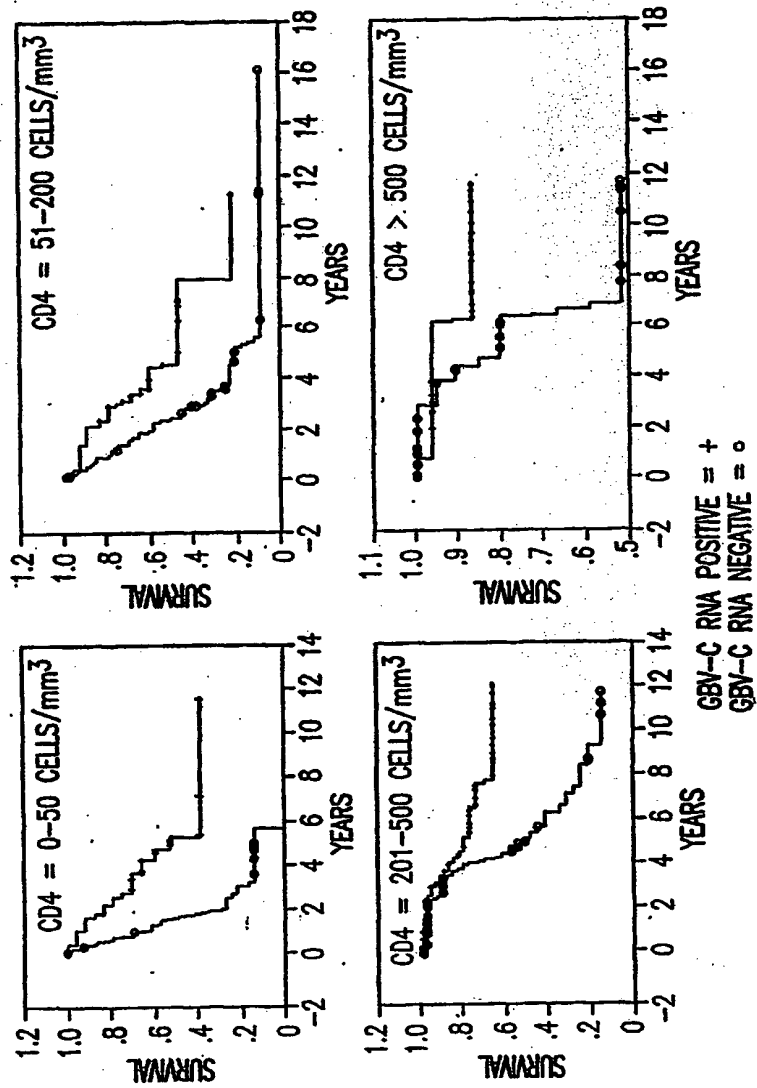 CD4 = 0-50 CELLS/mm3
1.2
1.0
.8
.6
.4
.2
0
SURVIVAL
-2 0 2 4 6 8 10 12 14
YEARS
CD4 = 51-200 CELLS/mm3
1.2
1.0
.8
.6
.4
.2
0
SURVIVAL
-2 0 2 4 6 8 10 12 14 16 18
YEARS
CD4 = 201-500 CELLS/mm3
1.2
1.0
.8
.6
.4
.2
0
SURVIVAL
-2 0 2 4 6 8 10 12 14
YEARS
CD4 > 500 CELLS/mm3
1.1
1.0
.9
.8
.7
.6
.5
SURVIVAL
-2 0 2 4 6 8 10 12 14 16 18
YEARS
GBV-C RNA POSITIVE = +
GBV-C RNA NEGATIVE = o